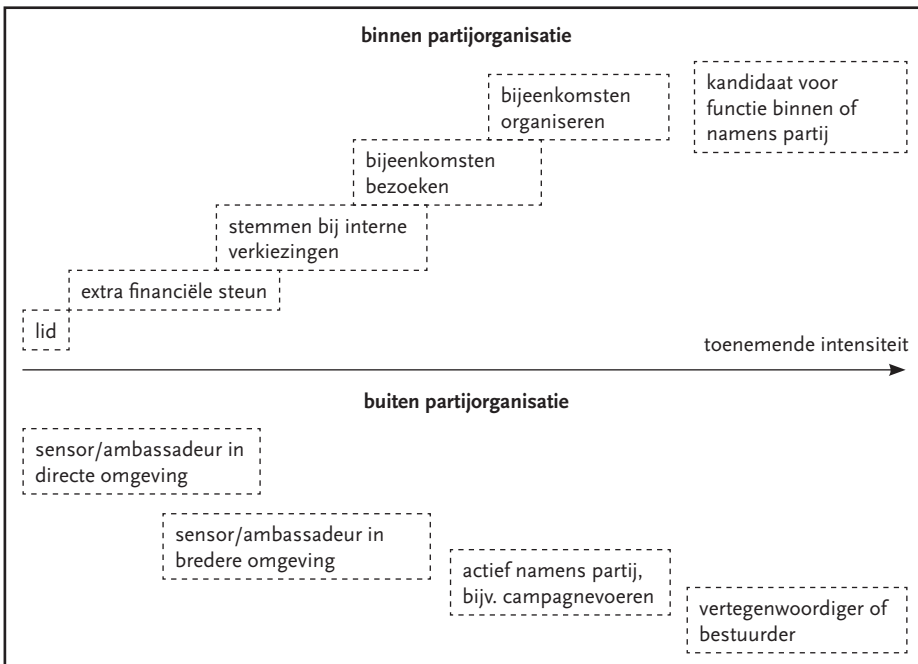 binnen partijorganisatie
bijeenkomsten
organiseren
kandidaat voor
functie binnen of
namens partij
bijeenkomsten
bezoeken
stemmen bij interne
verkiezingen
extra financiële steun
lid
toenemende intensiteit
buiten partijorganisatie
sensor/ambassadeur in
directe omgeving
sensor/ambassadeur in
bredere omgeving
actief namens partij,
bijv. campagnevoeren
vertegenwoordiger of
bestuurder